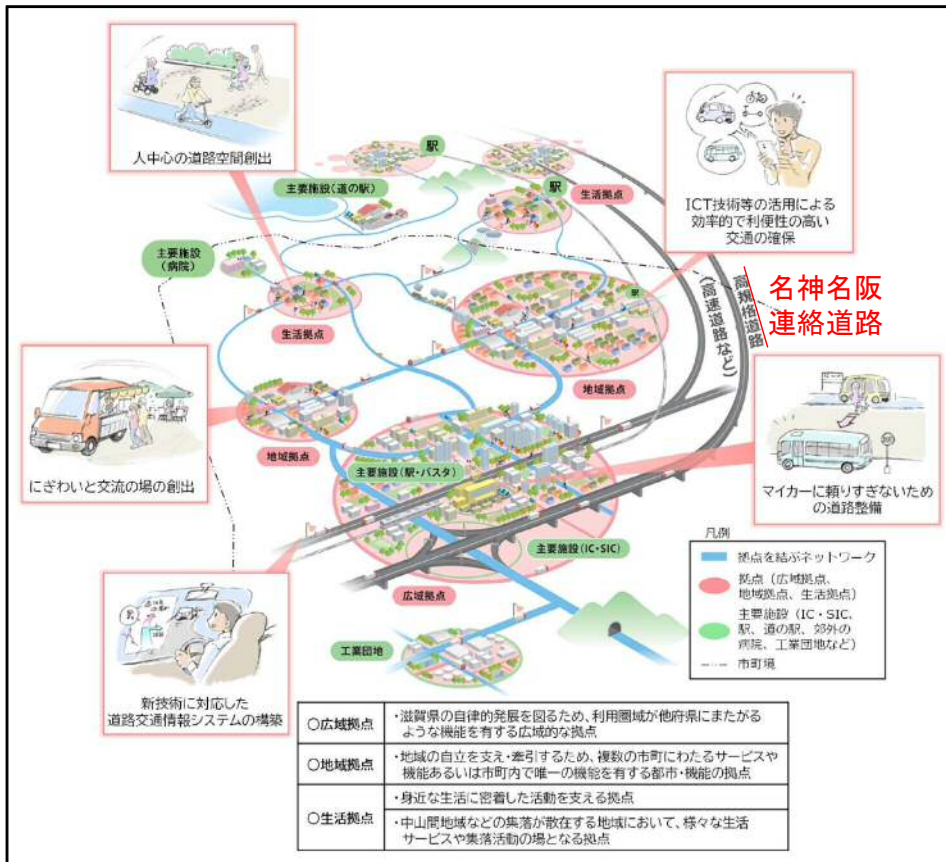 人中心の道路空間創出
駅
主要施設(道の駅)
駅
生活拠点
ICT技術等の活用による
効率的で利便性の高い
交通の確保
主要施設
(病院)
生活拠点
駅
高規格道路
(高速道路など)
名神名阪
連絡道路
地域拠点
地域拠点
にぎわいと交流の場の創出
主要施設(駅・バスタ)
マイカーに頼りすぎないため
の道路整備
主要施設(IC・SIC)
広域拠点
工業団地
新技術に対応した
道路交通情報システムの構築
凡例
拠点を結ぶネットワーク
拠点(広域拠点、
地域拠点、生活拠点)
主要施設(IC・SIC、
駅、道の駅、郊外の
病院、工業団地など)
市町境
○広域拠点
・滋賀県の自律的発展を図るため、利用圏域が他府県にまたがる
ような機能を有する広域的な拠点
○地域拠点
・地域の自立を支え・牽引するため、複数の市町にわたるサービスや
機能あるいは市町内で唯一の機能を有する都市・機能の拠点
○生活拠点
・身近な生活に密着した活動を支える拠点
・中山間地域などの集落が散在する地域において、様々な生活
サービスや集落活動の場となる拠点